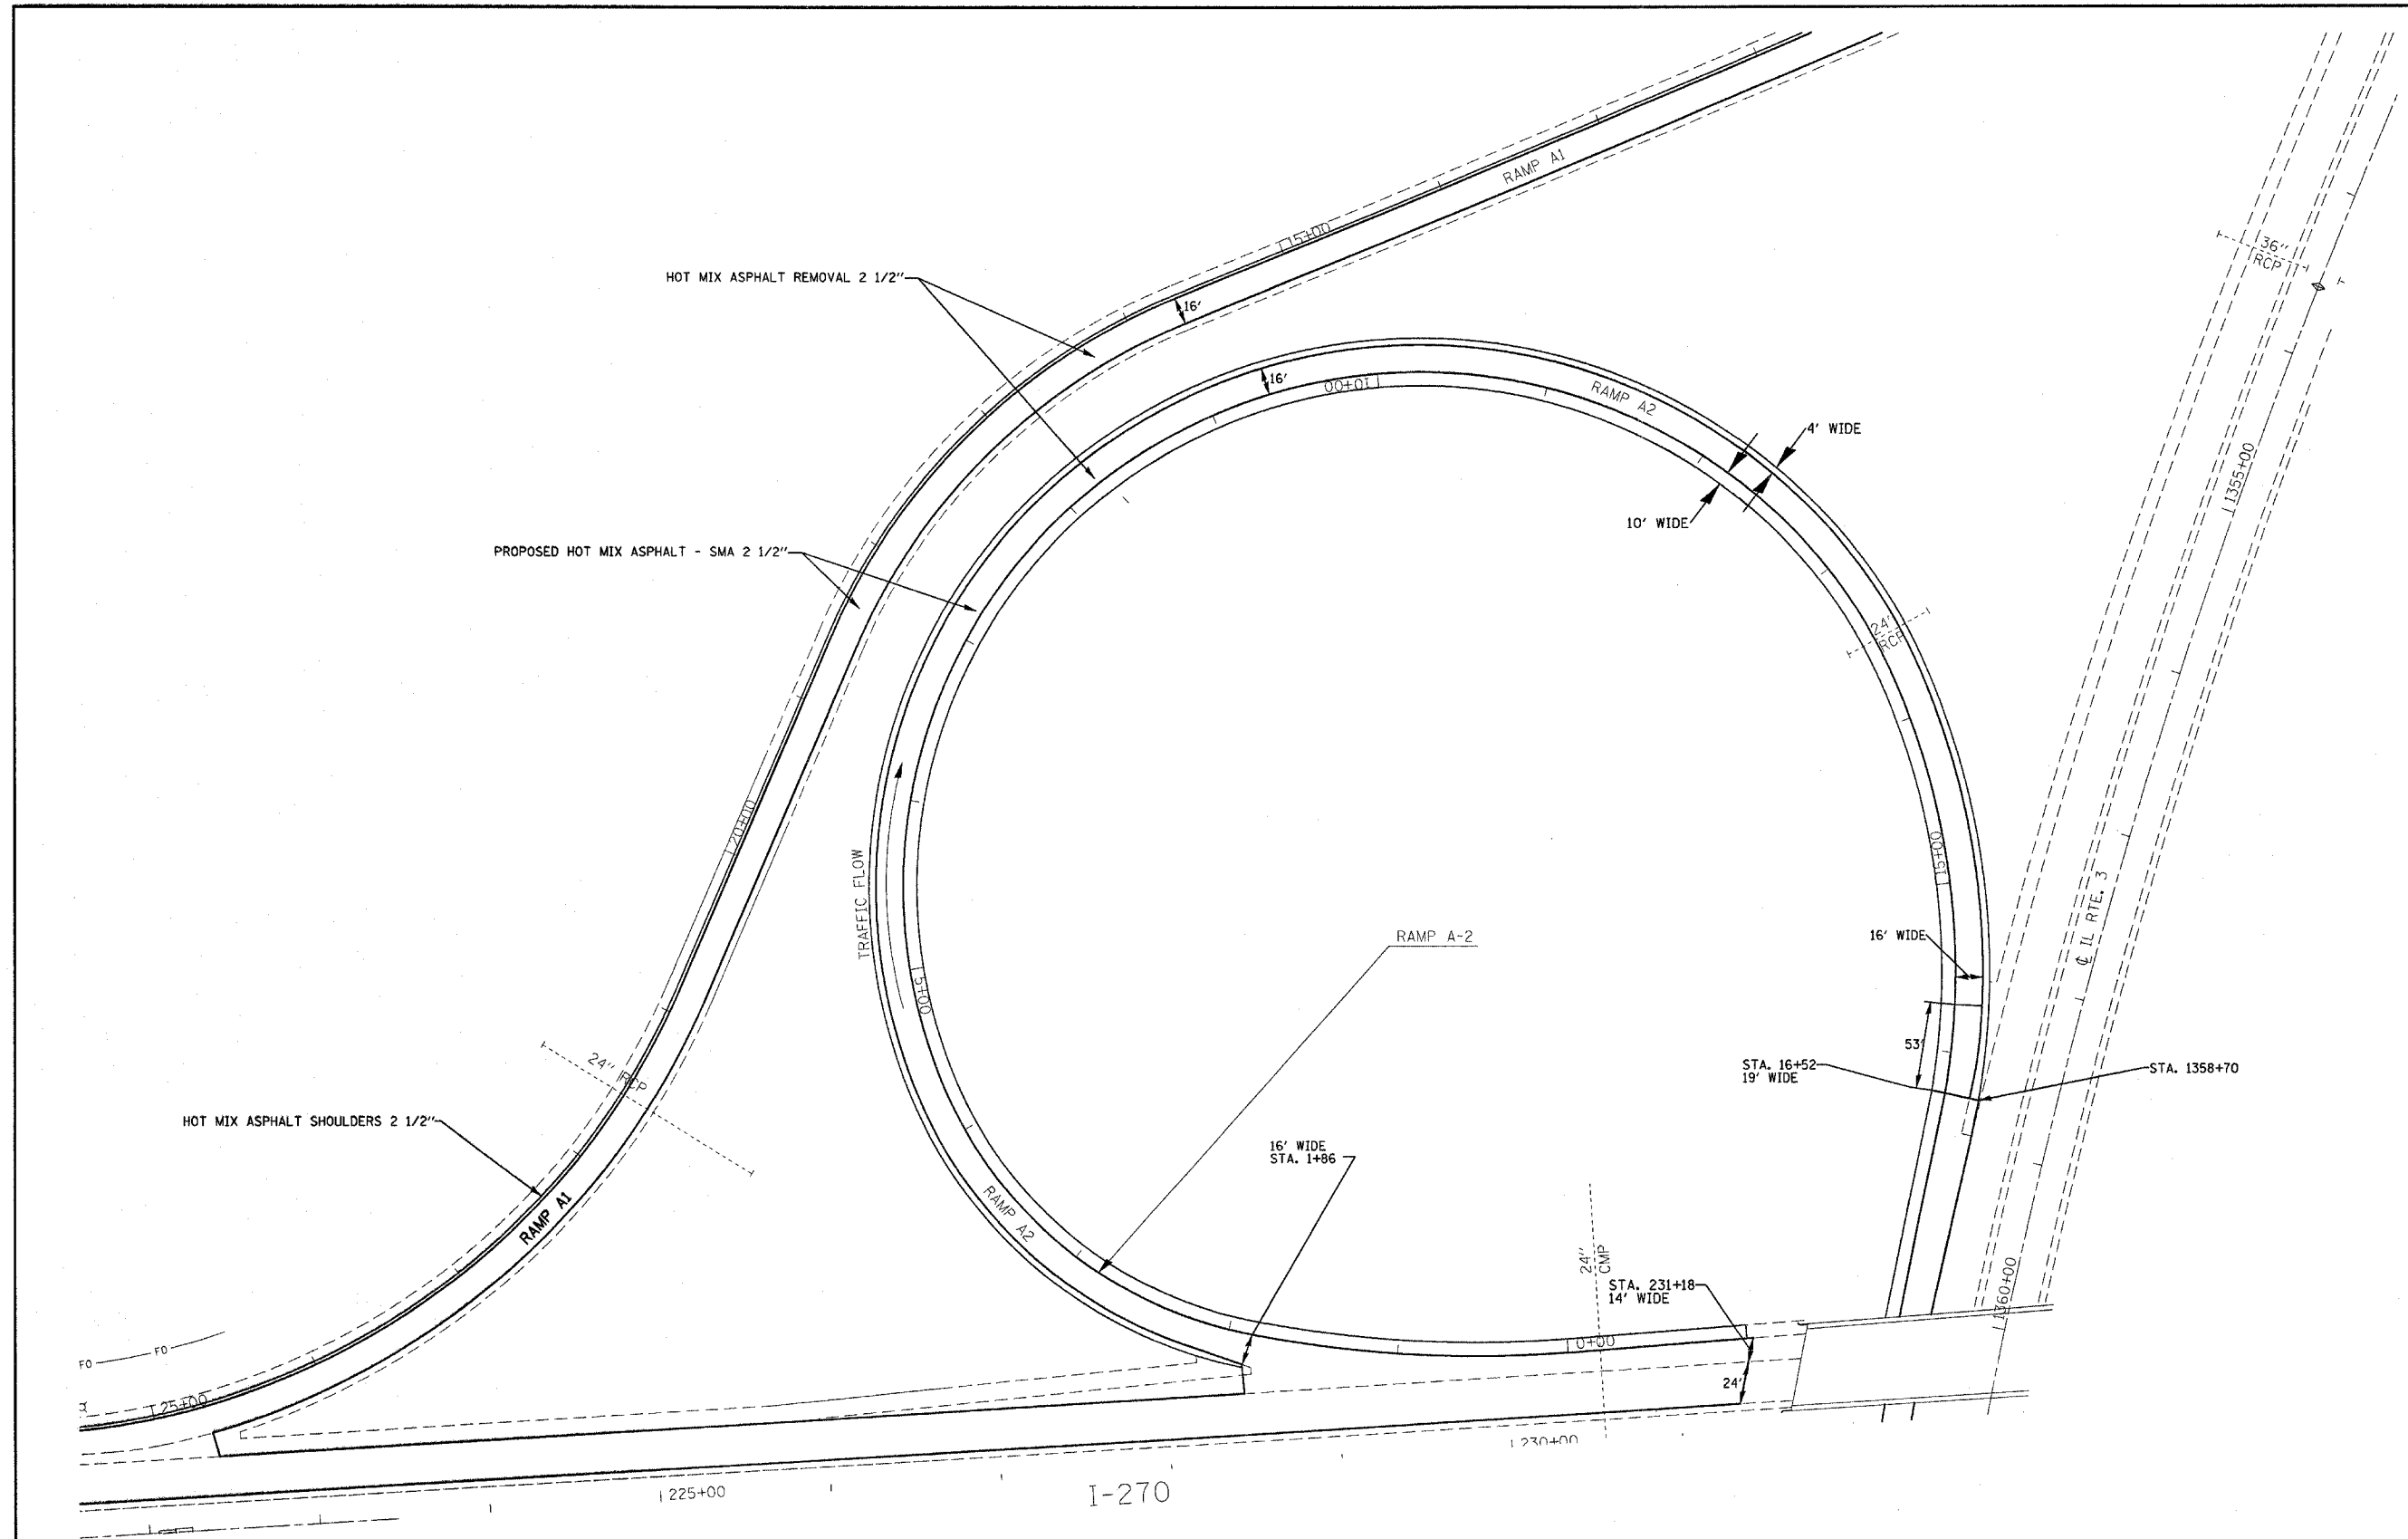 RAMP A1
15+00
36"
RCP
HOT MIX ASPHALT REMOVAL 2 1/2"
16'
16'
10+00
RAMP A2
4' WIDE
10' WIDE
1355+00
PROPOSED HOT MIX ASPHALT - SMA 2 1/2"
24"
RCP
20+00
TRAFFIC FLOW
15+00
℄ IL RTE. 3
RAMP A-2
16' WIDE
5+00
53'
STA. 16+52
19' WIDE
STA. 1358+70
24" RCP
HOT MIX ASPHALT SHOULDERS 2 1/2"
RAMP A1
16' WIDE
STA. 1+86
RAMP A2
24"
CMP
STA. 231+18
14' WIDE
1360+00
0+00
FO
FO
24'
25+00
230+00
225+00
I-270